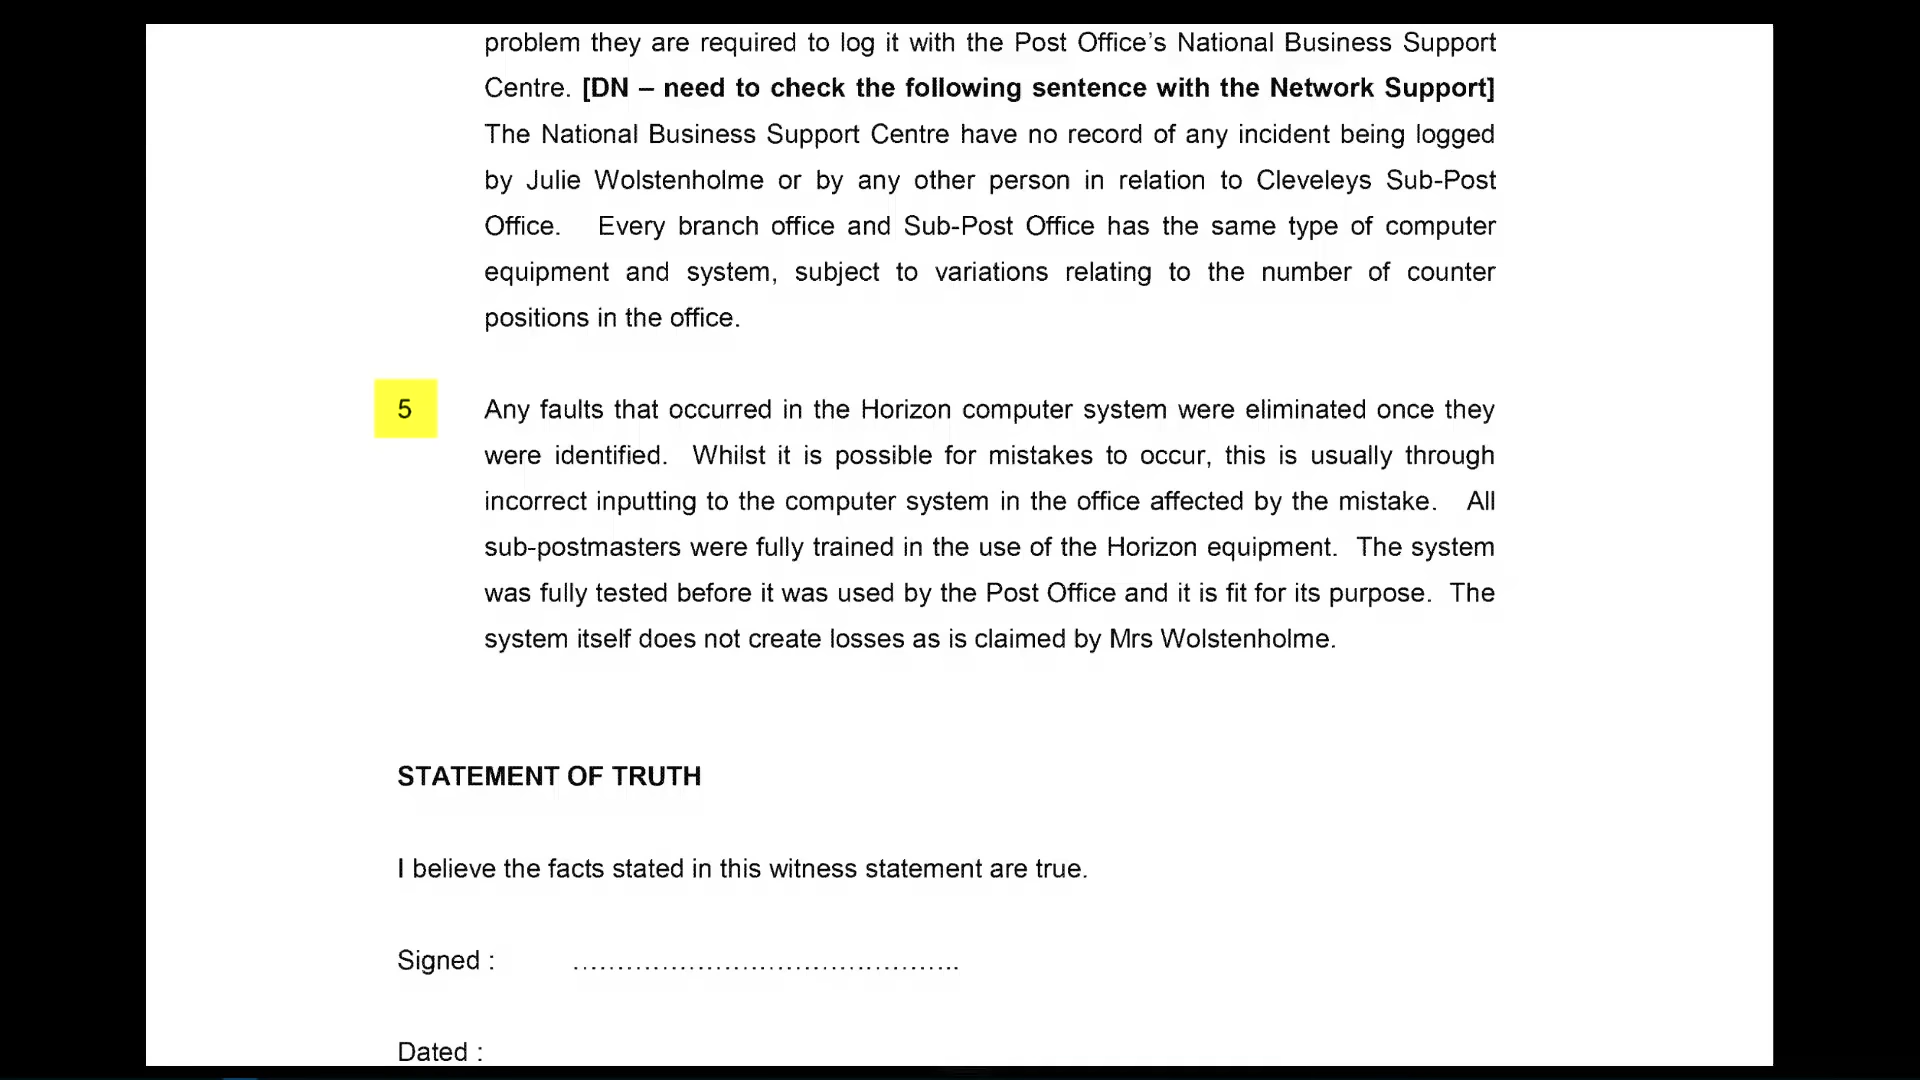 problem they are required to log it with the Post Office’s National Business Support
Centre. [DN – need to check the following sentence with the Network Support]
The National Business Support Centre have no record of any incident being logged
by Julie Wolstenholme or by any other person in relation to Cleveleys Sub-Post
Office. Every branch office and Sub-Post Office has the same type of computer
equipment and system, subject to variations relating to the number of counter
positions in the office.
5 Any faults that occurred in the Horizon computer system were eliminated once they
were identified. Whilst it is possible for mistakes to occur, this is usually through
incorrect inputting to the computer system in the office affected by the mistake. All
sub-postmasters were fully trained in the use of the Horizon equipment. The system
was fully tested before it was used by the Post Office and it is fit for its purpose. The
system itself does not create losses as is claimed by Mrs Wolstenholme.
STATEMENT OF TRUTH
I believe the facts stated in this witness statement are true.
Signed : ……………………………………..
Dated :